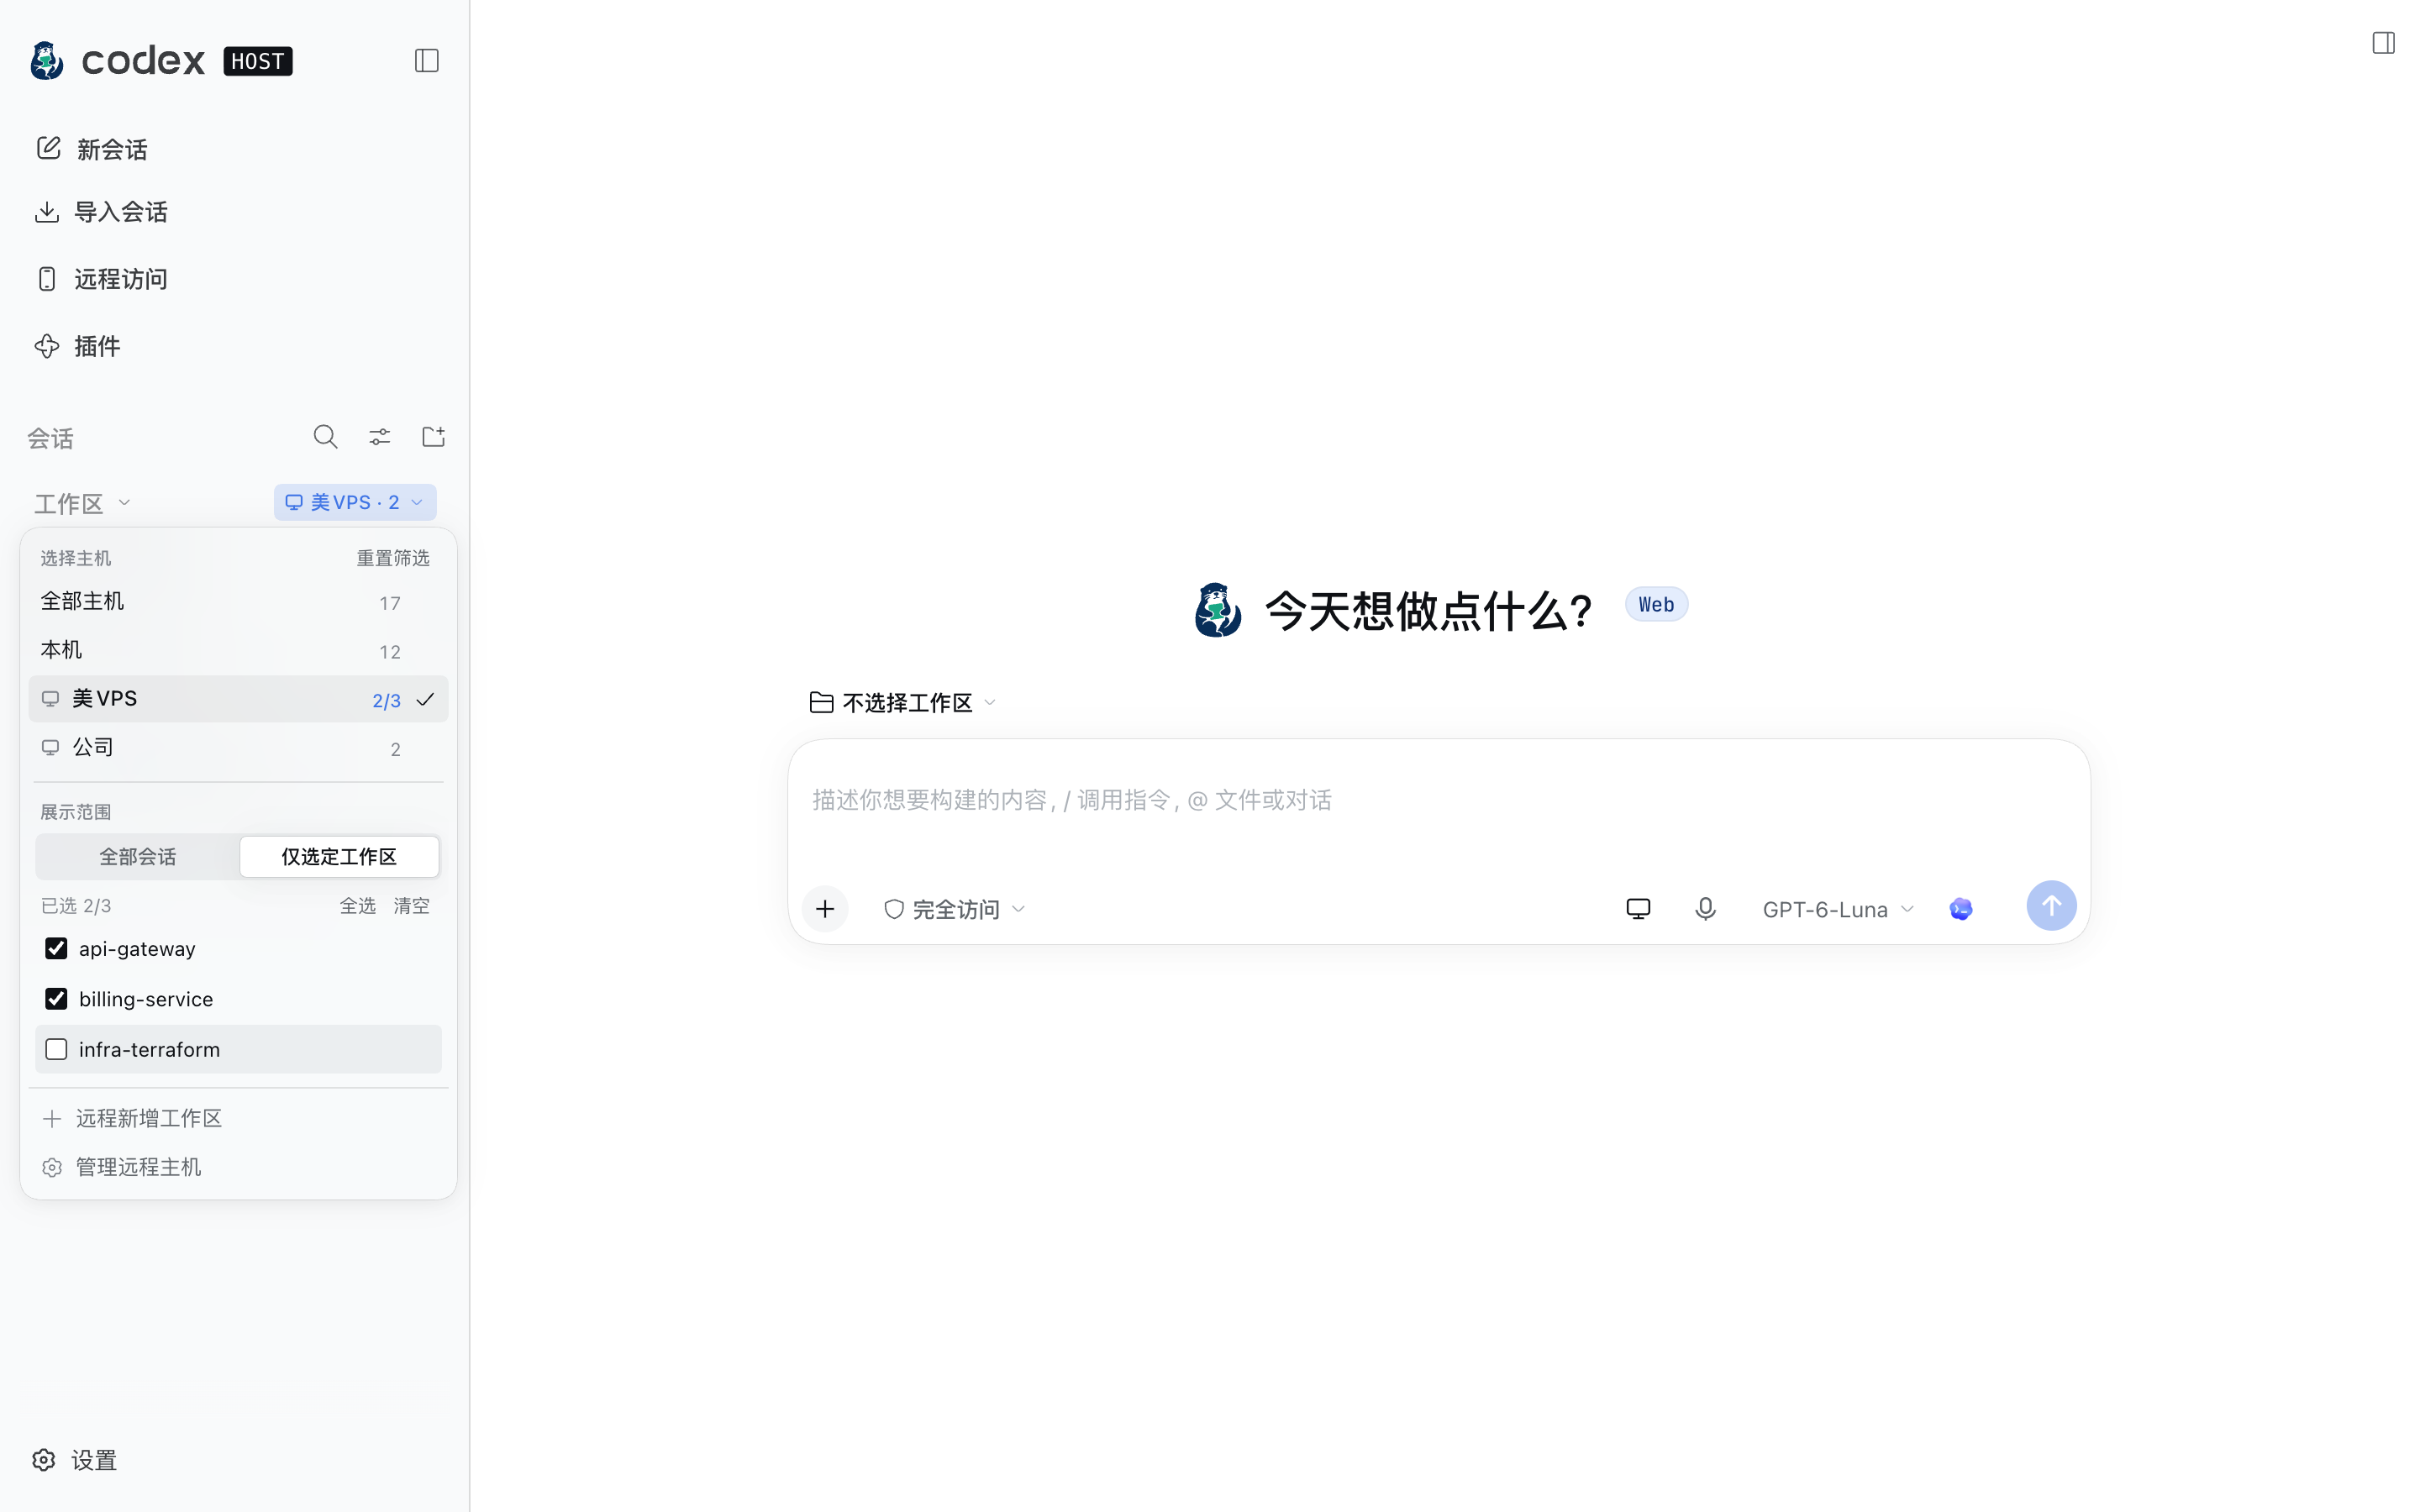 codex HOST
新会话
导入会话
远程访问
插件
会话
工作区 美VPS · 2
选择主机 重置筛选
全部主机 17
本机 12
美VPS 2/3
公司 2
展示范围
全部会话 仅选定工作区
已选 2/3 全选 清空
api-gateway
billing-service
infra-terraform
远程新增工作区
管理远程主机
设置
今天想做点什么? Web
不选择工作区
描述你想要构建的内容, / 调用指令, @ 文件或对话
完全访问 GPT-6-Luna